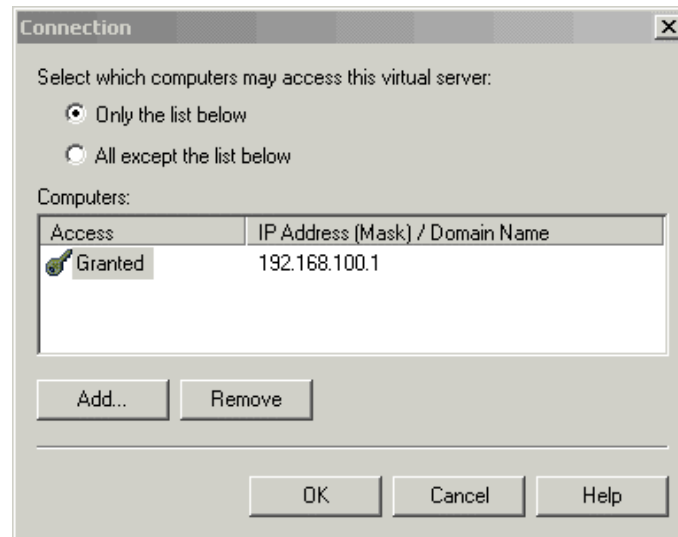 Connection
Select which computers may access this virtual server:
Only the list below
All except the list below
Computers:
Access IP Address (Mask) / Domain Name
Granted 192.168.100.1
Add... Remove
OK Cancel Help